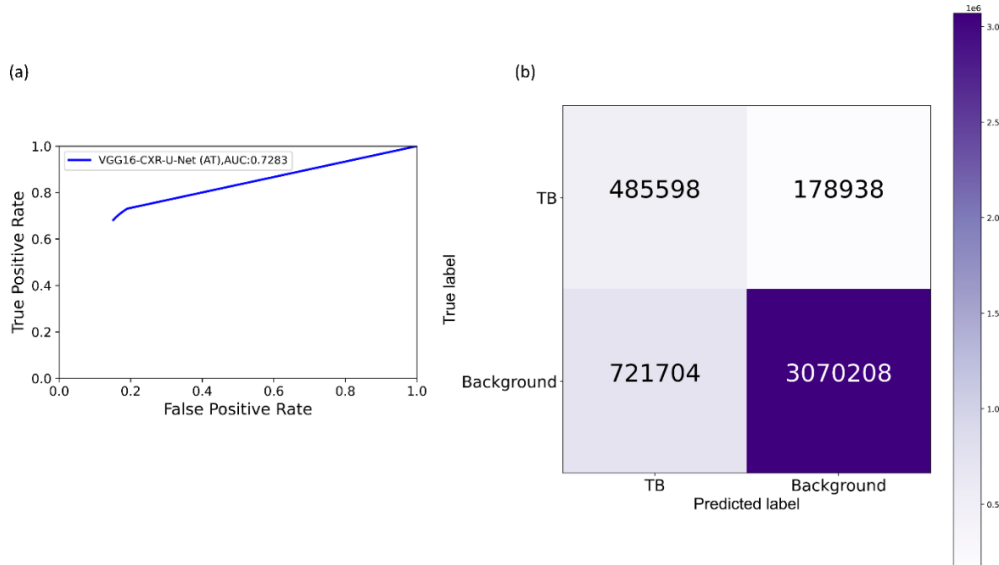 (a)
1.0
0.8
0.6
0.4
0.2
0.0
True Positive Rate
VGG16-CXR-U-Net (AT),AUC:0.7283
0.0 0.2 0.4 0.6 0.8 1.0
False Positive Rate
(b)
True label
TB
485598 178938
Background
721704 3070208
TB Background
Predicted label
1e6
3.0
2.5
2.0
1.5
1.0
0.5